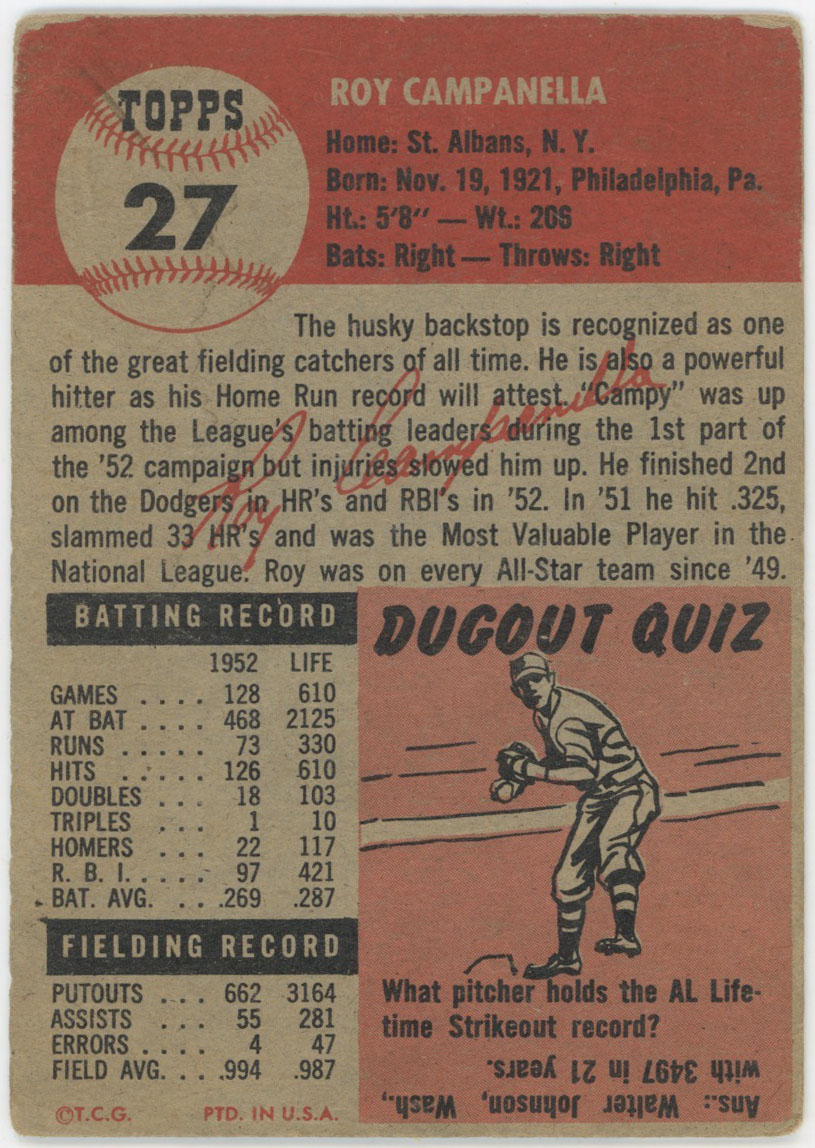 TOPPS
27
ROY CAMPANELLA
Home: St. Albans, N. Y.
Born: Nov. 19, 1921, Philadelphia, Pa.
Ht.: 5'8" — Wt.: 206
Bats: Right — Throws: Right
The husky backstop is recognized as one
of the great fielding catchers of all time. He is also a powerful
hitter as his Home Run record will attest. "Campy" was up
among the League's batting leaders during the 1st part of
the '52 campaign but injuries slowed him up. He finished 2nd
on the Dodgers in HR's and RBI's in '52. In '51 he hit .325,
slammed 33 HR's and was the Most Valuable Player in the
National League. Roy was on every All-Star team since '49.
Roy Campanella
BATTING RECORD
1952 LIFE
GAMES .... 128 610
AT BAT .... 468 2125
RUNS ..... 73 330
HITS ..... 126 610
DOUBLES ... 18 103
TRIPLES ... 1 10
HOMERS ... 22 117
R. B. I...... 97 421
BAT. AVG. ... .269 .287
FIELDING RECORD
PUTOUTS ... 662 3164
ASSISTS ... 55 281
ERRORS .... 4 47
FIELD AVG. .. .994 .987
©T.C.G. PTD. IN U.S.A.
DUGOUT QUIZ
What pitcher holds the AL Life-
time Strikeout record?
Ans.: Walter Johnson, Wash.,
with 3497 in 21 years.